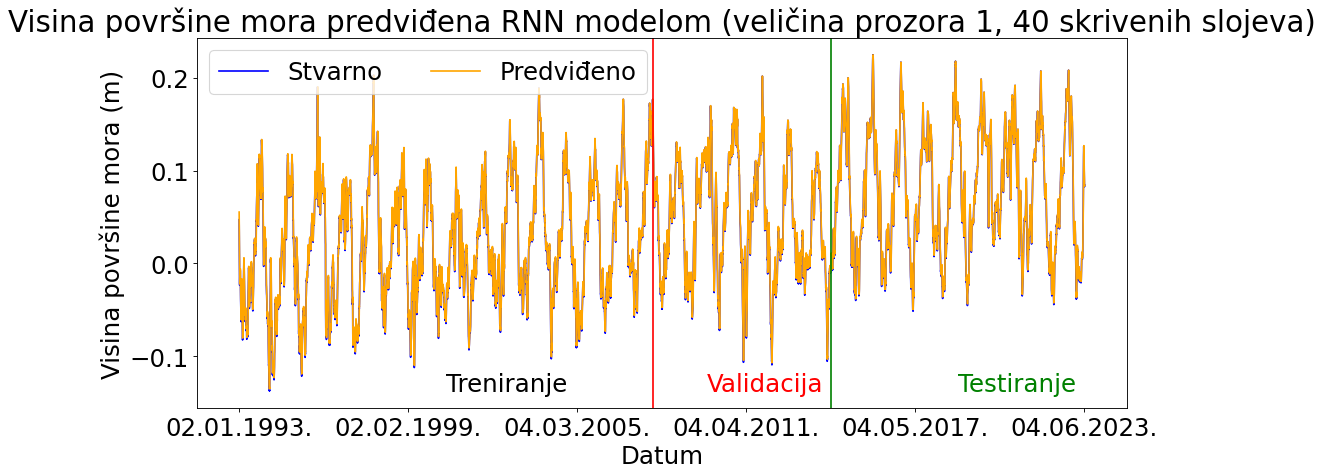 Visina površine mora predviđena RNN modelom (veličina prozora 1, 40 skrivenih slojeva)
Stvarno Predviđeno
Visina površine mora (m)
0.2
0.1
0.0
−0.1
Treniranje Validacija Testiranje
02.01.1993. 02.02.1999. 04.03.2005. 04.04.2011. 04.05.2017. 04.06.2023.
Datum